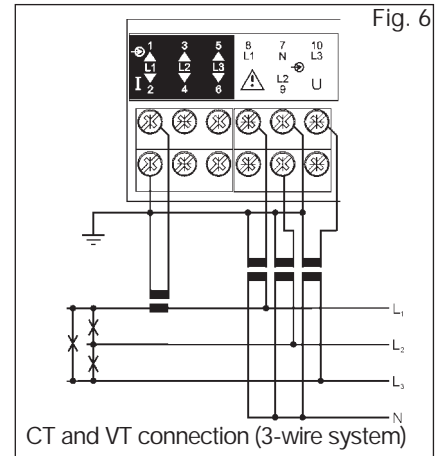 Fig. 6
1 3 5 8 7 10
L1 N L3
L1 L2 L3
I 2 4 6 L2 9 U
L1
L2
L3
N
CT and VT connection (3-wire system)